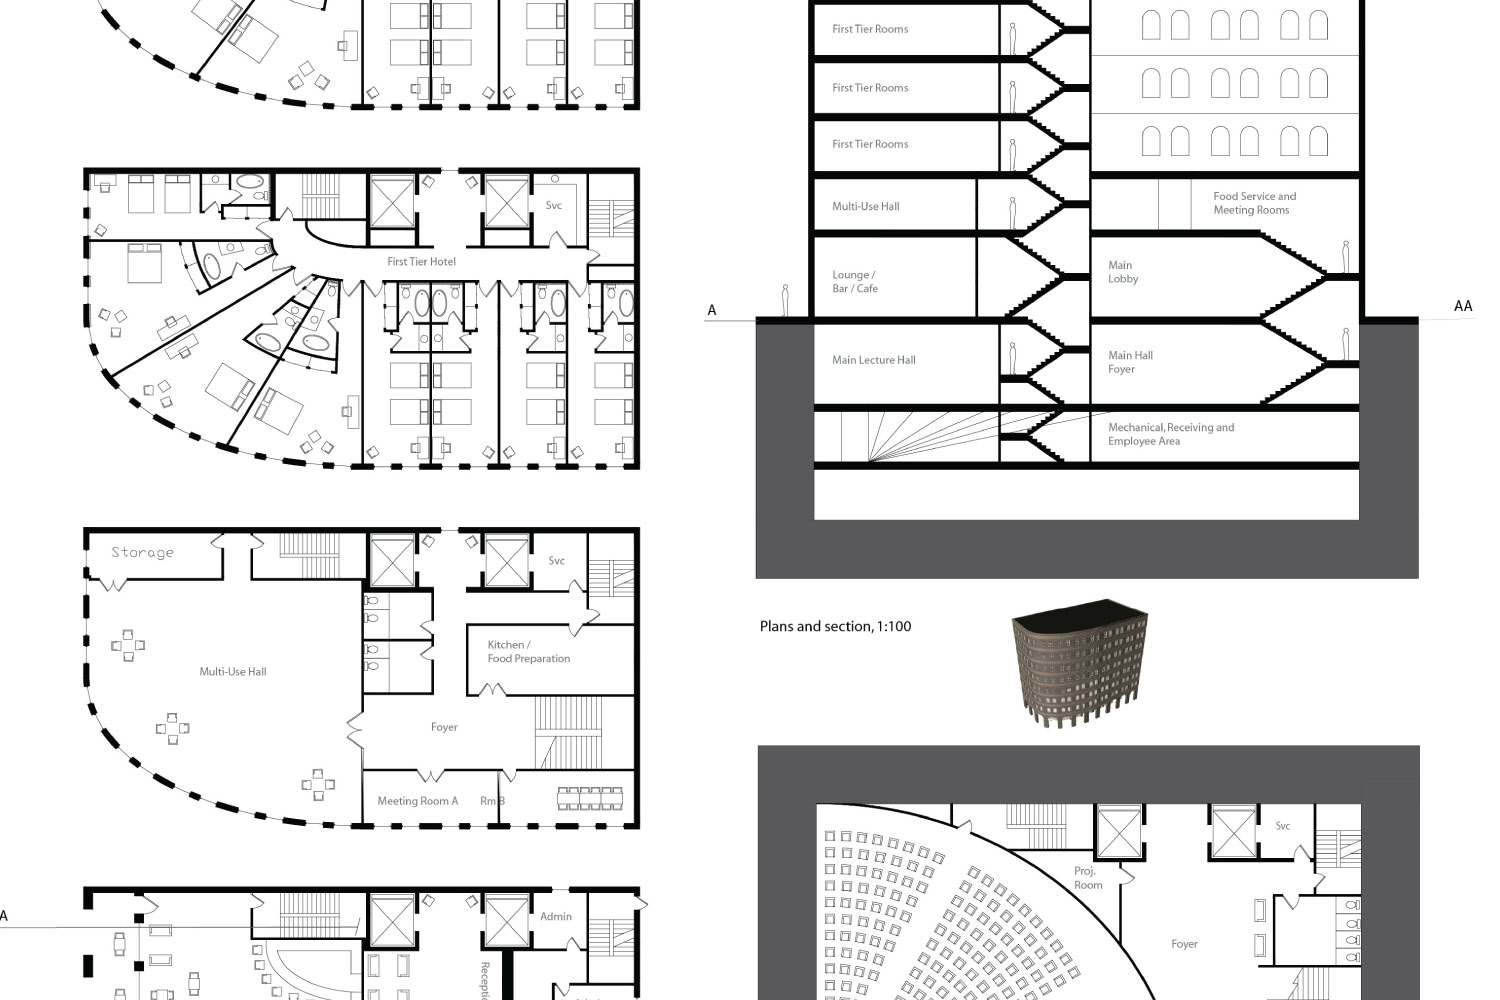 First Tier Rooms
First Tier Rooms
First Tier Rooms
Multi-Use Hall
Food Service and
Meeting Rooms
Lounge /
Bar / Cafe
Main
Lobby
A
AA
Main Lecture Hall
Main Hall
Foyer
Mechanical, Receiving and
Employee Area
Svc
First Tier Hotel
Storage
Svc
Kitchen /
Food Preparation
Multi-Use Hall
Foyer
Meeting Room A
Rm B
Plans and section, 1:100
A
Admin
Svc
Proj.
Room
Foyer